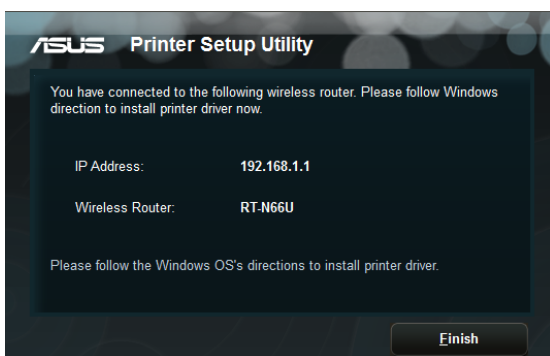 ASUS Printer Setup Utility
You have connected to the following wireless router. Please follow Windows
direction to install printer driver now.
IP Address: 192.168.1.1
Wireless Router: RT-N66U
Please follow the Windows OS's directions to install printer driver.
Finish